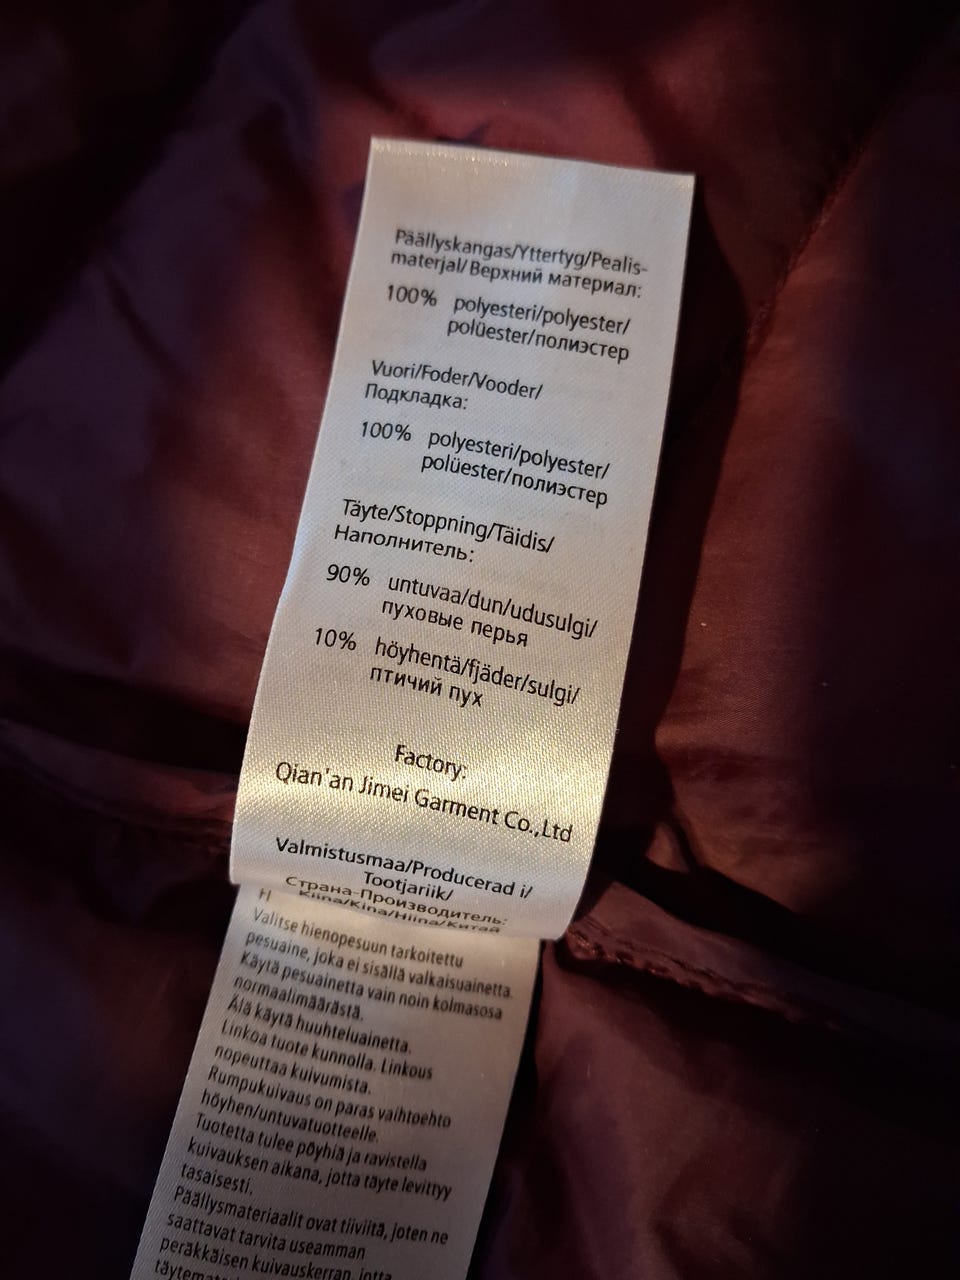 Päällyskangas/Yttertyg/Pealis-
materjal/Верхний материал:
100% polyesteri/polyester/
polüester/полиэстер
Vuori/Foder/Vooder/
Подкладка:
100% polyesteri/polyester/
polüester/полиэстер
Täyte/Stoppning/Täidis/
Наполнитель:
90% untuvaa/dun/udusulgi/
пуховые перья
10% höyhentä/fjäder/sulgi/
птичий пух
Factory:
Qian'an Jimei Garment Co.,Ltd
Valmistusmaa/Producerad i/
Tootjariik/
Страна-Производитель:
Kiina/Kina/Hiina/Китай
FI
Valitse hienopesuun tarkoitettu
pesuaine, joka ei sisällä valkaisuainetta.
Käytä pesuainetta vain noin kolmasosa
normaalimäärästä.
Älä käytä huuhteluainetta.
Linkoa tuote kunnolla. Linkous
nopeuttaa kuivumista.
Rumpukuivaus on paras vaihtoehto
höyhen/untuvatuotteelle.
Tuotetta tulee pöyhiä ja ravistella
kuivauksen aikana, jotta täyte levittyy
tasaisesti.
Päällysmateriaalit ovat tiiviitä, joten ne
saattavat tarvita useamman
peräkkäisen kuivauskerran, jotta